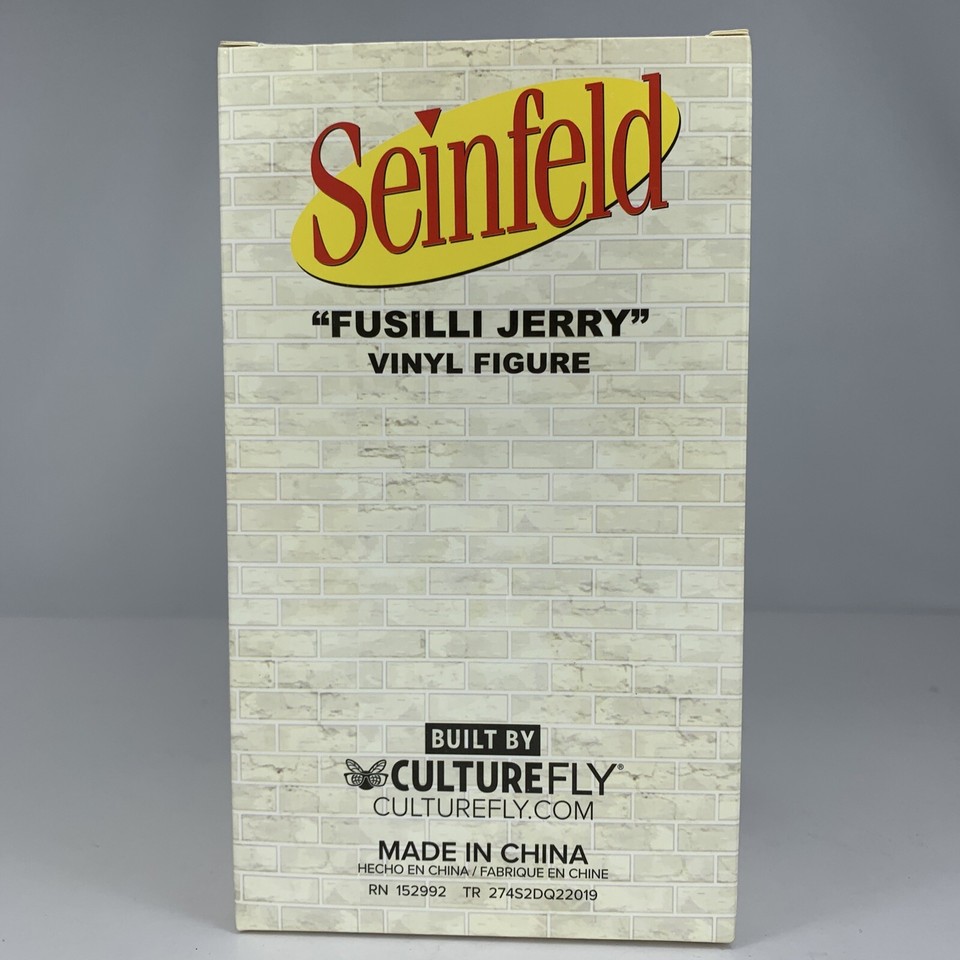 Seinfeld
“FUSILLI JERRY”
VINYL FIGURE
BUILT BY
CULTUREFLY®
CULTUREFLY.COM
MADE IN CHINA
HECHO EN CHINA / FABRIQUE EN CHINE
RN 152992 TR 274S2DQ22019